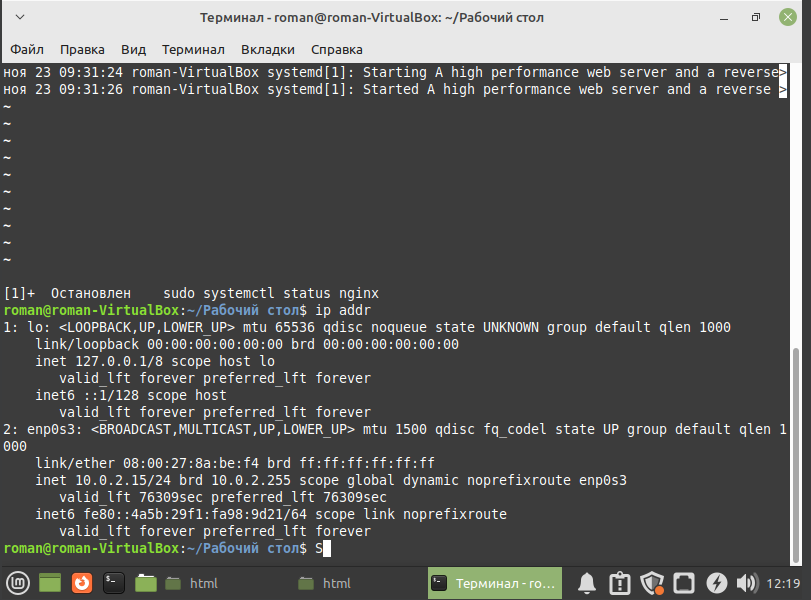 Терминал - roman@roman-VirtualBox: ~/Рабочий стол
Файл Правка Вид Терминал Вкладки Справка
ноя 23 09:31:24 roman-VirtualBox systemd[1]: Starting A high performance web server and a reverse>
ноя 23 09:31:26 roman-VirtualBox systemd[1]: Started A high performance web server and a reverse >
~
~
~
~
~
~
~
~
~
~
[1]+  Остановлен    sudo systemctl status nginx
roman@roman-VirtualBox:~/Рабочий стол$ ip addr
1: lo: <LOOPBACK,UP,LOWER_UP> mtu 65536 qdisc noqueue state UNKNOWN group default qlen 1000
    link/loopback 00:00:00:00:00:00 brd 00:00:00:00:00:00
    inet 127.0.0.1/8 scope host lo
       valid_lft forever preferred_lft forever
    inet6 ::1/128 scope host
       valid_lft forever preferred_lft forever
2: enp0s3: <BROADCAST,MULTICAST,UP,LOWER_UP> mtu 1500 qdisc fq_codel state UP group default qlen 1
000
    link/ether 08:00:27:8a:be:f4 brd ff:ff:ff:ff:ff:ff
    inet 10.0.2.15/24 brd 10.0.2.255 scope global dynamic noprefixroute enp0s3
       valid_lft 76309sec preferred_lft 76309sec
    inet6 fe80::4a5b:29f1:fa98:9d21/64 scope link noprefixroute
       valid_lft forever preferred_lft forever
roman@roman-VirtualBox:~/Рабочий стол$ S
html html Терминал - ro... 12:19